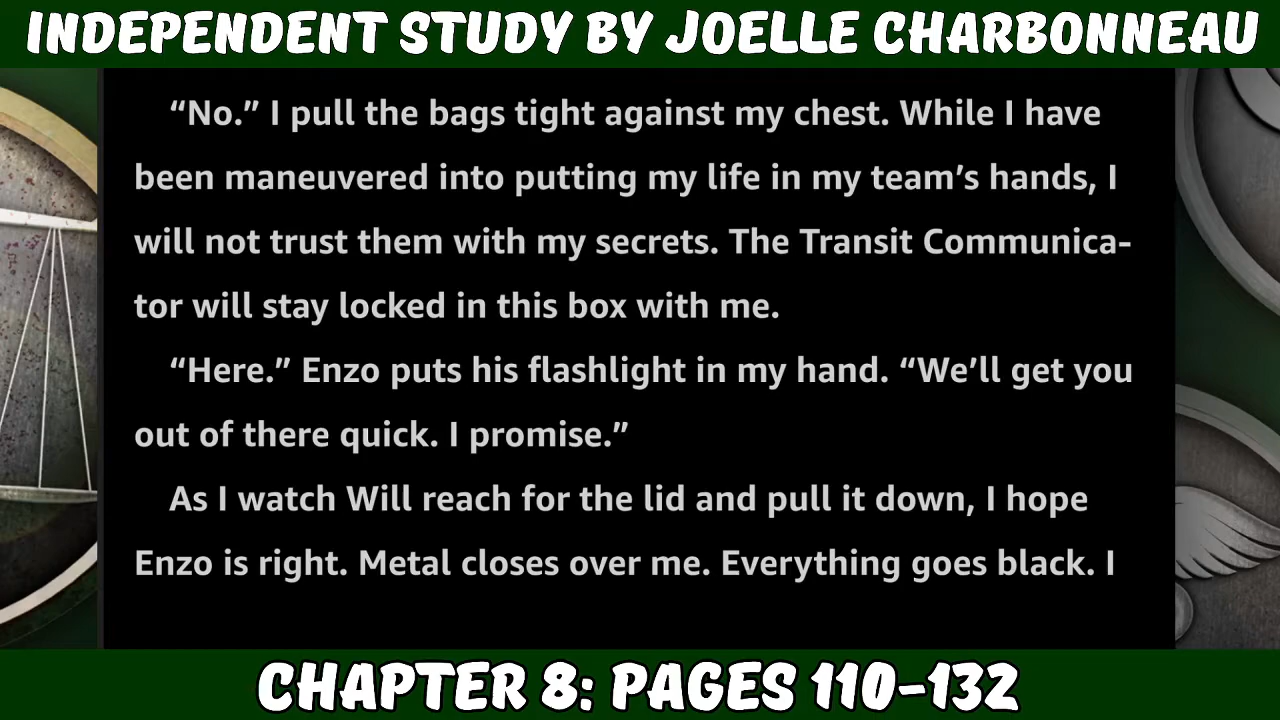 INDEPENDENT STUDY BY JOELLE CHARBONNEAU
“No.” I pull the bags tight against my chest. While I have
been maneuvered into putting my life in my team’s hands, I
will not trust them with my secrets. The Transit Communica-
tor will stay locked in this box with me.
“Here.” Enzo puts his flashlight in my hand. “We’ll get you
out of there quick. I promise.”
As I watch Will reach for the lid and pull it down, I hope
Enzo is right. Metal closes over me. Everything goes black. I
CHAPTER 8: PAGES 110-132